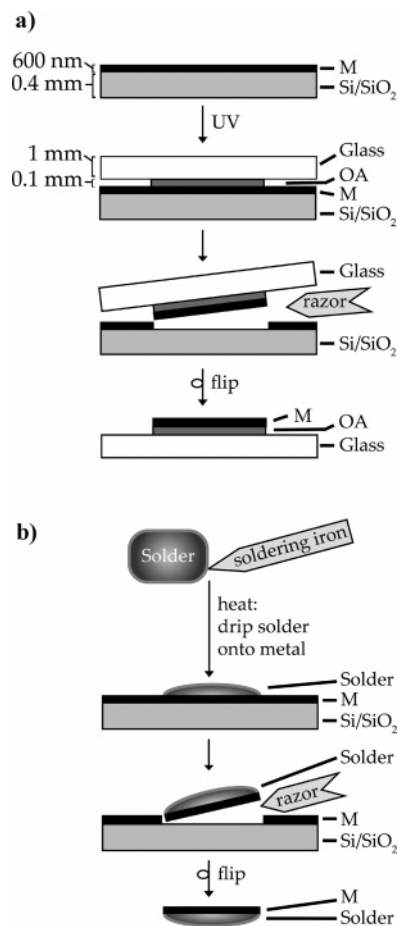 a)
600 nm
0.4 mm
M
Si/SiO₂
UV
1 mm
0.1 mm
Glass
OA
M
Si/SiO₂
Glass
razor
Si/SiO₂
flip
M
OA
Glass
b)
Solder
soldering iron
heat:
drip solder
onto metal
Solder
M
Si/SiO₂
Solder
razor
M
Si/SiO₂
flip
M
Solder